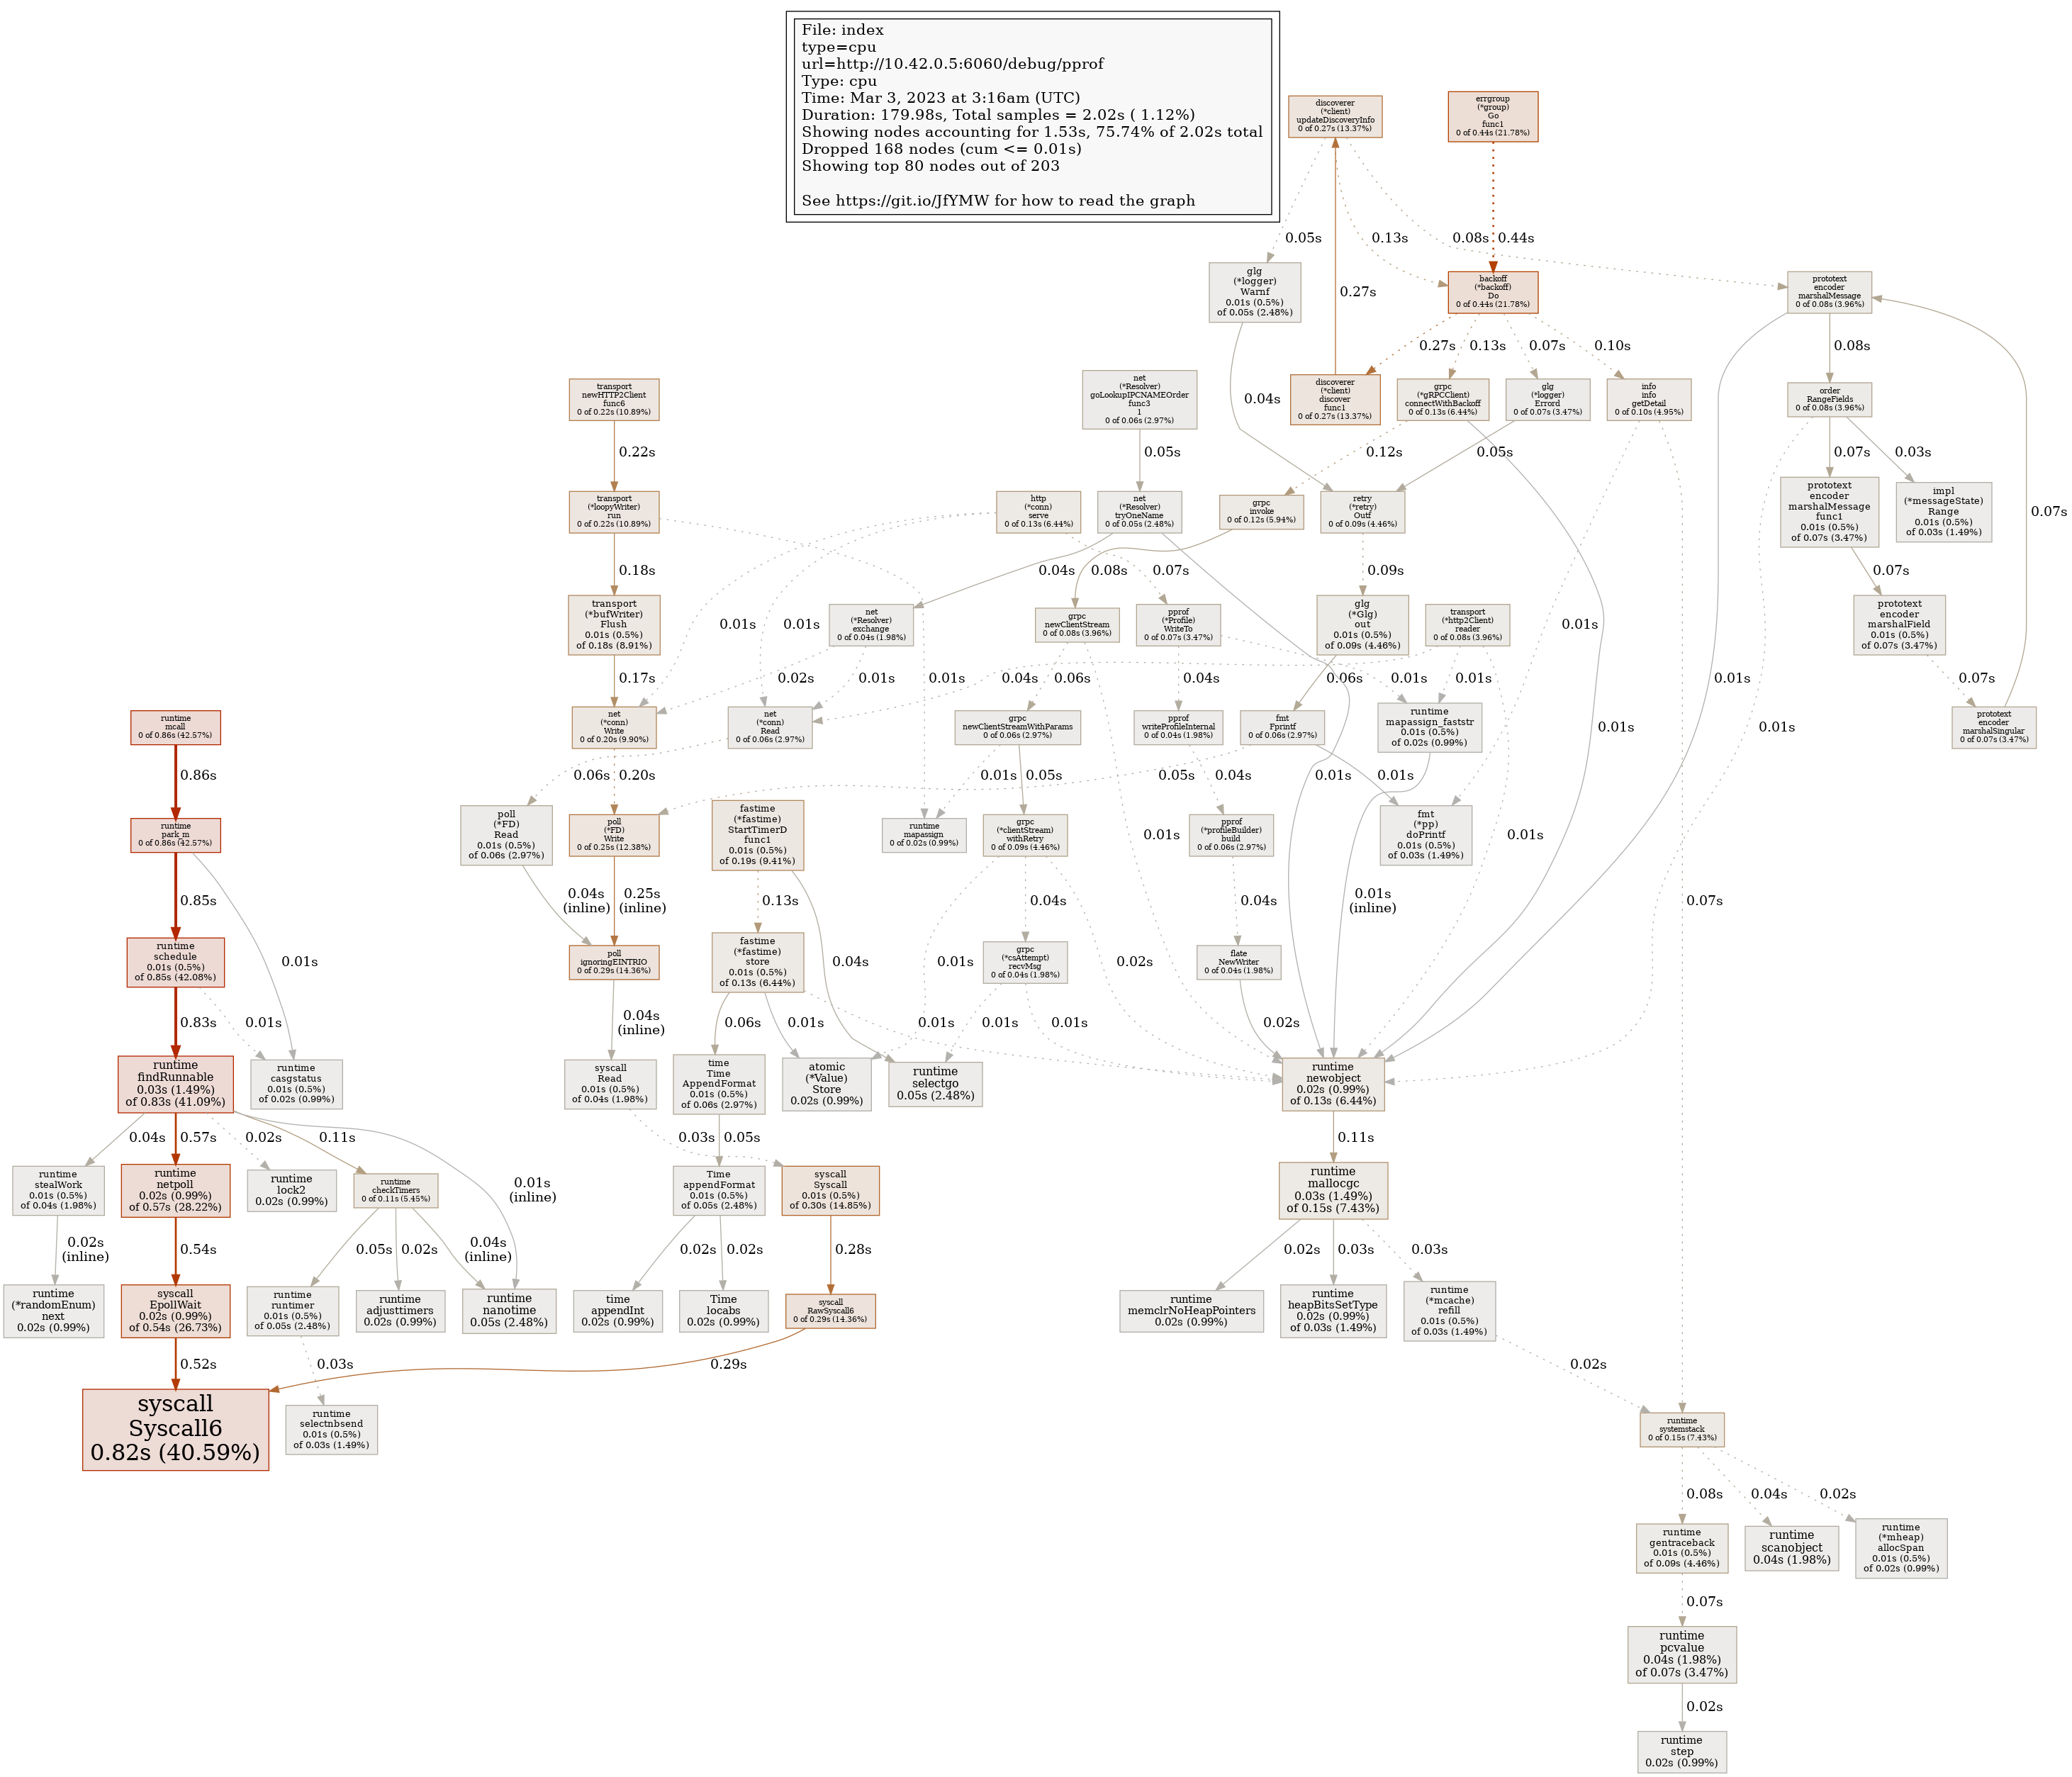 File: index
type=cpu
url=http://10.42.0.5:6060/debug/pprof
Type: cpu
Time: Mar 3, 2023 at 3:16am (UTC)
Duration: 179.98s, Total samples = 2.02s ( 1.12%)
Showing nodes accounting for 1.53s, 75.74% of 2.02s total
Dropped 168 nodes (cum <= 0.01s)
Showing top 80 nodes out of 203
See https://git.io/JfYMW for how to read the graph
discoverer
(*client)
updateDiscoveryInfo
0 of 0.27s (13.37%)
errgroup
(*group)
Go
func1
0 of 0.44s (21.78%)
0.05s
0.13s
0.08s
0.44s
glg
(*logger)
Warnf
0.01s (0.5%)
of 0.05s (2.48%)
0.27s
backoff
(*backoff)
Do
0 of 0.44s (21.78%)
prototext
encoder
marshalMessage
0 of 0.08s (3.96%)
0.27s
0.13s
0.07s
0.10s
0.08s
transport
newHTTP2Client
func6
0 of 0.22s (10.89%)
net
(*Resolver)
goLookupIPCNAMEOrder
func3
1
0 of 0.06s (2.97%)
0.04s
discoverer
(*client)
discover
func1
0 of 0.27s (13.37%)
grpc
(*gRPCClient)
connectWithBackoff
0 of 0.13s (6.44%)
glg
(*logger)
Errord
0 of 0.07s (3.47%)
info
info
getDetail
0 of 0.10s (4.95%)
order
RangeFields
0 of 0.08s (3.96%)
0.22s
0.05s
0.12s
0.05s
0.07s
0.03s
transport
(*loopyWriter)
run
0 of 0.22s (10.89%)
http
(*conn)
serve
0 of 0.13s (6.44%)
net
(*Resolver)
tryOneName
0 of 0.05s (2.48%)
grpc
invoke
0 of 0.12s (5.94%)
retry
(*retry)
Outf
0 of 0.09s (4.46%)
prototext
encoder
marshalMessage
func1
0.01s (0.5%)
of 0.07s (3.47%)
impl
(*messageState)
Range
0.01s (0.5%)
of 0.03s (1.49%)
0.07s
0.18s
0.04s
0.08s
0.07s
0.09s
0.07s
transport
(*bufWriter)
Flush
0.01s (0.5%)
of 0.18s (8.91%)
0.01s
0.01s
net
(*Resolver)
exchange
0 of 0.04s (1.98%)
grpc
newClientStream
0 of 0.08s (3.96%)
pprof
(*Profile)
WriteTo
0 of 0.07s (3.47%)
glg
(*Glg)
out
0.01s (0.5%)
of 0.09s (4.46%)
transport
(*http2Client)
reader
0 of 0.08s (3.96%)
0.01s
prototext
encoder
marshalField
0.01s (0.5%)
of 0.07s (3.47%)
0.17s
0.02s
0.01s
0.01s
0.04s
0.06s
0.04s
0.06s
0.01s
0.01s
0.01s
0.01s
0.07s
runtime
mcall
0 of 0.86s (42.57%)
net
(*conn)
Write
0 of 0.20s (9.90%)
net
(*conn)
Read
0 of 0.06s (2.97%)
grpc
newClientStreamWithParams
0 of 0.06s (2.97%)
pprof
writeProfileInternal
0 of 0.04s (1.98%)
fmt
Fprintf
0 of 0.06s (2.97%)
runtime
mapassign_faststr
0.01s (0.5%)
of 0.02s (0.99%)
0.01s
prototext
encoder
marshalSingular
0 of 0.07s (3.47%)
0.86s
0.06s
0.20s
0.01s
0.05s
0.05s
0.04s
0.01s
0.01s
runtime
park_m
0 of 0.86s (42.57%)
poll
(*FD)
Read
0.01s (0.5%)
of 0.06s (2.97%)
poll
(*FD)
Write
0 of 0.25s (12.38%)
fastime
(*fastime)
StartTimerD
func1
0.01s (0.5%)
of 0.19s (9.41%)
runtime
mapassign
0 of 0.02s (0.99%)
grpc
(*clientStream)
withRetry
0 of 0.09s (4.46%)
0.01s
pprof
(*profileBuilder)
build
0 of 0.06s (2.97%)
fmt
(*pp)
doPrintf
0.01s (0.5%)
of 0.03s (1.49%)
0.01s
0.85s
0.04s
(inline)
0.25s
(inline)
0.13s
0.04s
0.04s
0.01s
(inline)
0.07s
runtime
schedule
0.01s (0.5%)
of 0.85s (42.08%)
0.01s
poll
ignoringEINTRIO
0 of 0.29s (14.36%)
fastime
(*fastime)
store
0.01s (0.5%)
of 0.13s (6.44%)
0.04s
0.01s
grpc
(*csAttempt)
recvMsg
0 of 0.04s (1.98%)
0.02s
flate
NewWriter
0 of 0.04s (1.98%)
0.83s
0.01s
0.04s
(inline)
0.06s
0.01s
0.01s
0.01s
0.01s
0.02s
runtime
findRunnable
0.03s (1.49%)
of 0.83s (41.09%)
runtime
casgstatus
0.01s (0.5%)
of 0.02s (0.99%)
syscall
Read
0.01s (0.5%)
of 0.04s (1.98%)
time
Time
AppendFormat
0.01s (0.5%)
of 0.06s (2.97%)
atomic
(*Value)
Store
0.02s (0.99%)
runtime
selectgo
0.05s (2.48%)
runtime
newobject
0.02s (0.99%)
of 0.13s (6.44%)
0.04s
0.57s
0.02s
0.11s
0.03s
0.05s
0.11s
runtime
stealWork
0.01s (0.5%)
of 0.04s (1.98%)
runtime
netpoll
0.02s (0.99%)
of 0.57s (28.22%)
runtime
lock2
0.02s (0.99%)
runtime
checkTimers
0 of 0.11s (5.45%)
0.01s
(inline)
Time
appendFormat
0.01s (0.5%)
of 0.05s (2.48%)
syscall
Syscall
0.01s (0.5%)
of 0.30s (14.85%)
runtime
mallocgc
0.03s (1.49%)
of 0.15s (7.43%)
0.02s
(inline)
0.54s
0.05s
0.02s
0.04s
(inline)
0.02s
0.02s
0.28s
0.02s
0.03s
0.03s
runtime
(*randomEnum)
next
0.02s (0.99%)
syscall
EpollWait
0.02s (0.99%)
of 0.54s (26.73%)
runtime
runtimer
0.01s (0.5%)
of 0.05s (2.48%)
runtime
adjusttimers
0.02s (0.99%)
runtime
nanotime
0.05s (2.48%)
time
appendInt
0.02s (0.99%)
Time
locabs
0.02s (0.99%)
syscall
RawSyscall6
0 of 0.29s (14.36%)
runtime
memclrNoHeapPointers
0.02s (0.99%)
runtime
heapBitsSetType
0.02s (0.99%)
of 0.03s (1.49%)
runtime
(*mcache)
refill
0.01s (0.5%)
of 0.03s (1.49%)
0.52s
0.03s
0.29s
0.02s
syscall
Syscall6
0.82s (40.59%)
runtime
selectnbsend
0.01s (0.5%)
of 0.03s (1.49%)
runtime
systemstack
0 of 0.15s (7.43%)
0.08s
0.04s
0.02s
runtime
gentraceback
0.01s (0.5%)
of 0.09s (4.46%)
runtime
scanobject
0.04s (1.98%)
runtime
(*mheap)
allocSpan
0.01s (0.5%)
of 0.02s (0.99%)
0.07s
runtime
pcvalue
0.04s (1.98%)
of 0.07s (3.47%)
0.02s
runtime
step
0.02s (0.99%)